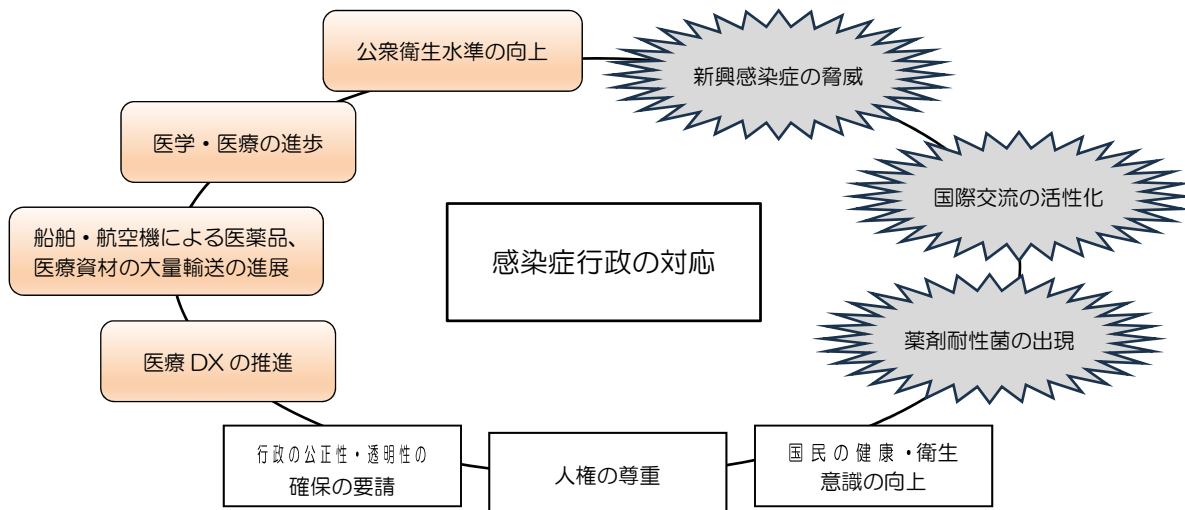 公衆衛生水準の向上
新興感染症の脅威
医学・医療の進歩
国際交流の活性化
船舶・航空機による医薬品、
医療資材の大量輸送の進展
感染症行政の対応
薬剤耐性菌の出現
医療 DX の推進
行政の公正性・透明性の
確保の要請
人権の尊重
国民の健康・衛生
意識の向上